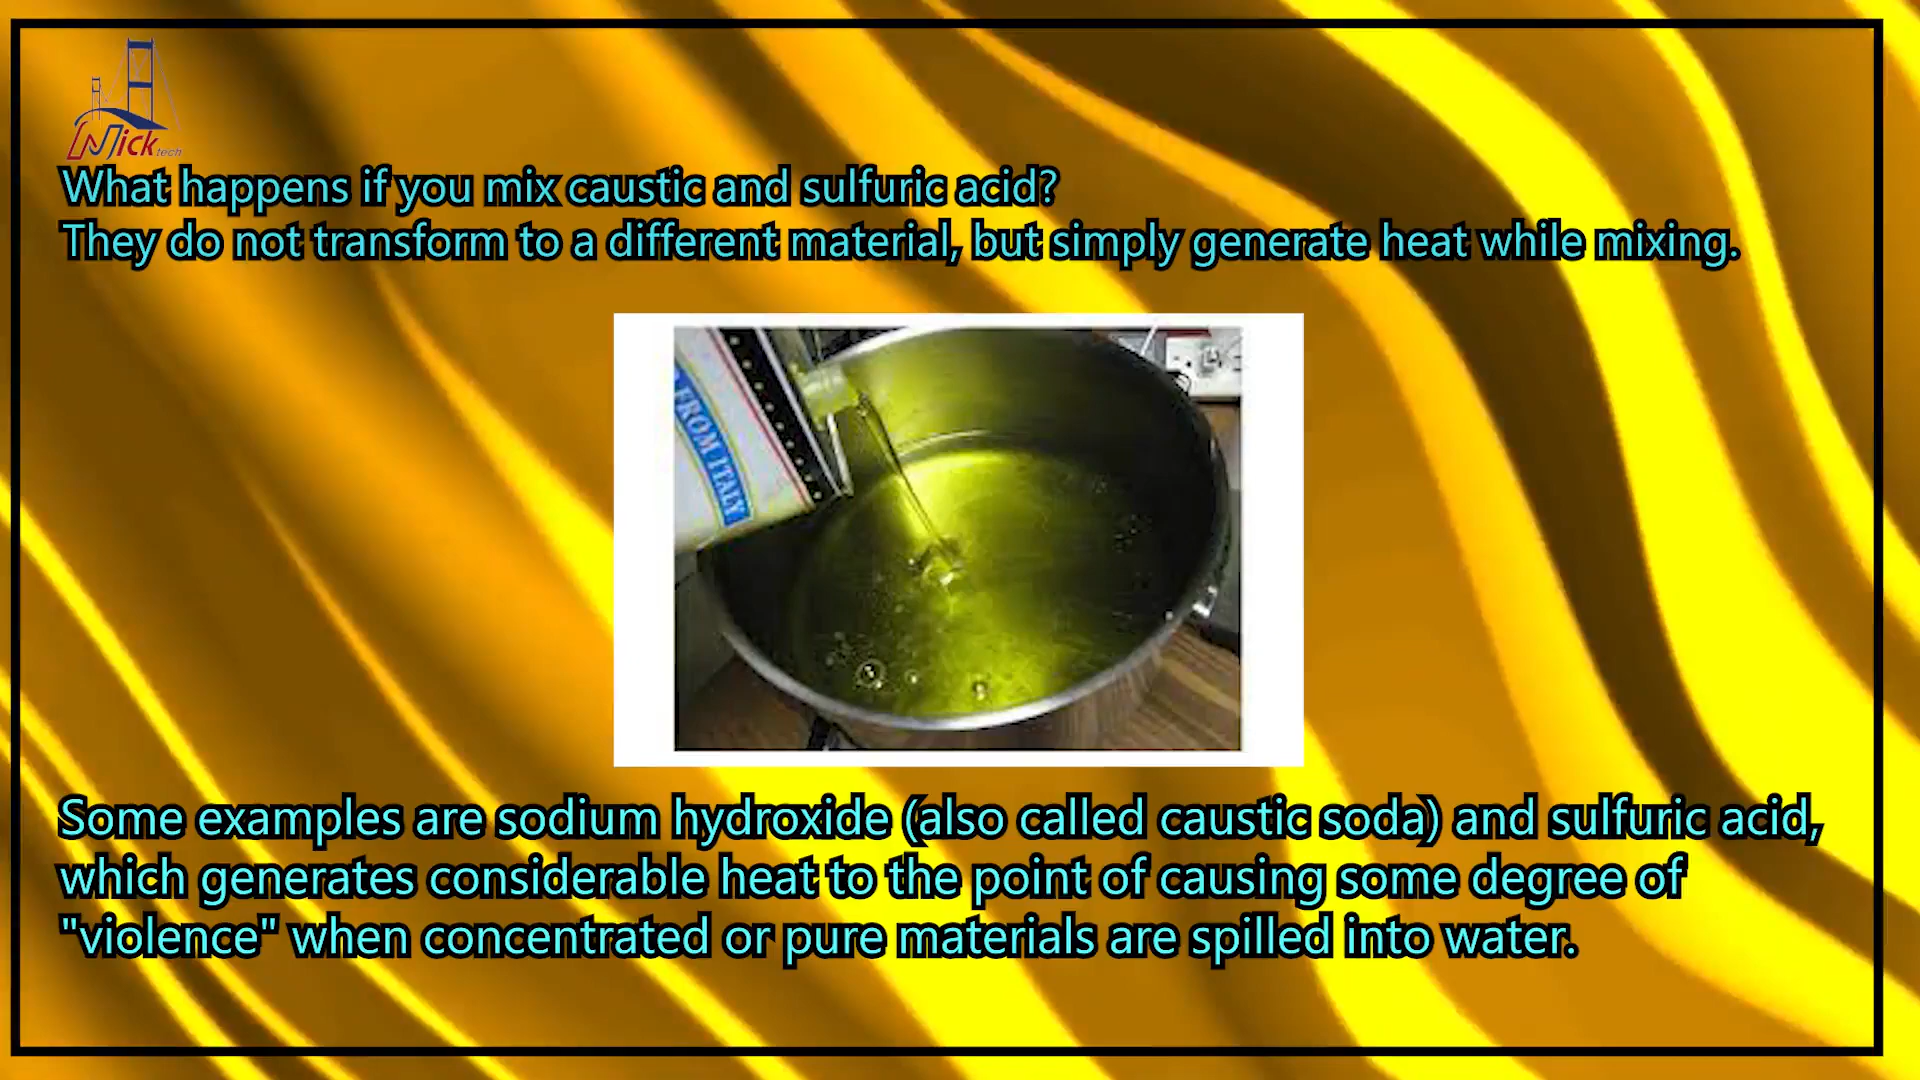 Nick tech
What happens if you mix caustic and sulfuric acid?
They do not transform to a different material, but simply generate heat while mixing.
FROM ITALY
Some examples are sodium hydroxide (also called caustic soda) and sulfuric acid,
which generates considerable heat to the point of causing some degree of
"violence" when concentrated or pure materials are spilled into water.